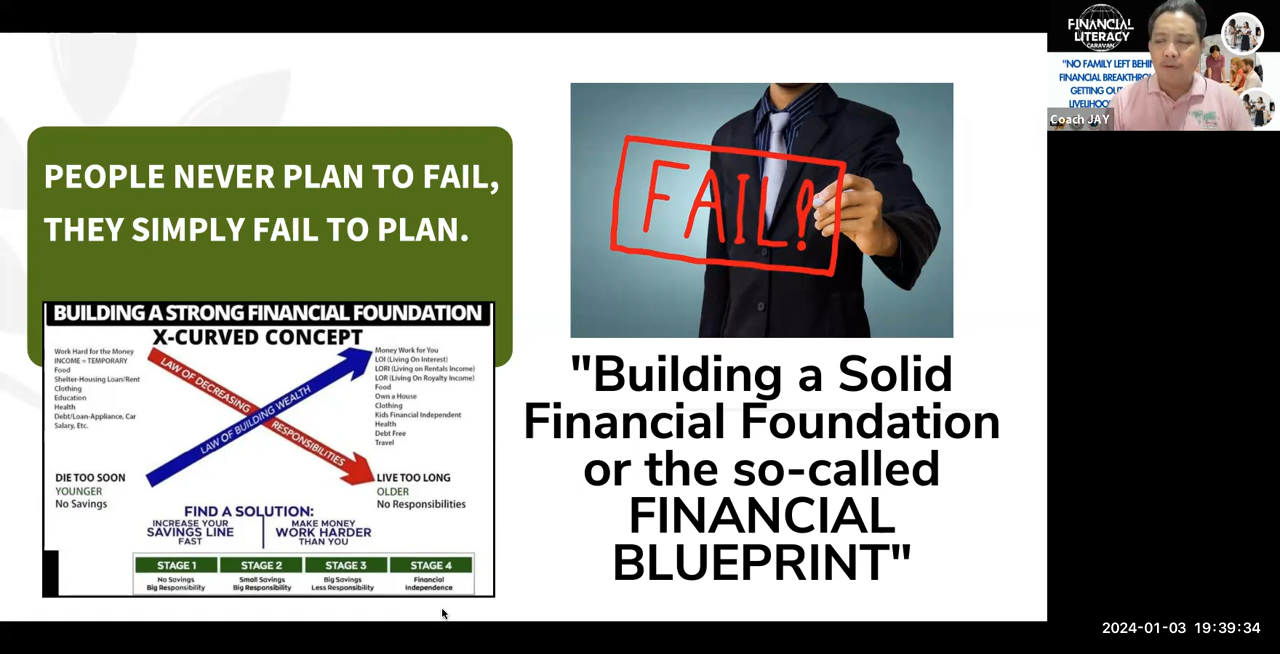 PEOPLE NEVER PLAN TO FAIL,
THEY SIMPLY FAIL TO PLAN.
BUILDING A STRONG FINANCIAL FOUNDATION
X-CURVED CONCEPT
Work Hard for the Money
INCOME = TEMPORARY
Food
Shelter-Housing Loan/Rent
Clothing
Education
Health
Debt/Loan-Appliance, Car
Salary, Etc.
LAW OF DECREASING
RESPONSIBILITIES
LAW OF BUILDING WEALTH
Money Work for You
LOI (Living On Interest)
LORI (Living on Rentals Income)
LOR (Living On Royalty Income)
Food
Own a House
Clothing
Kids Financial Independent
Health
Debt Free
Travel
DIE TOO SOON
YOUNGER
No Savings
LIVE TOO LONG
OLDER
No Responsibilities
FIND A SOLUTION:
INCREASE YOUR
SAVINGS LINE
FAST
MAKE MONEY
WORK HARDER
THAN YOU
STAGE 1
No Savings
Big Responsibility
STAGE 2
Small Savings
Big Responsibility
STAGE 3
Big Savings
Less Responsibility
STAGE 4
Financial
Independence
FAIL!
"Building a Solid
Financial Foundation
or the so-called
FINANCIAL
BLUEPRINT"
FINANCIAL
LITERACY
CARAVAN
"NO FAMILY LEFT
FINANCIAL
GETTING
Coach JAY
2024-01-03 19:39:34